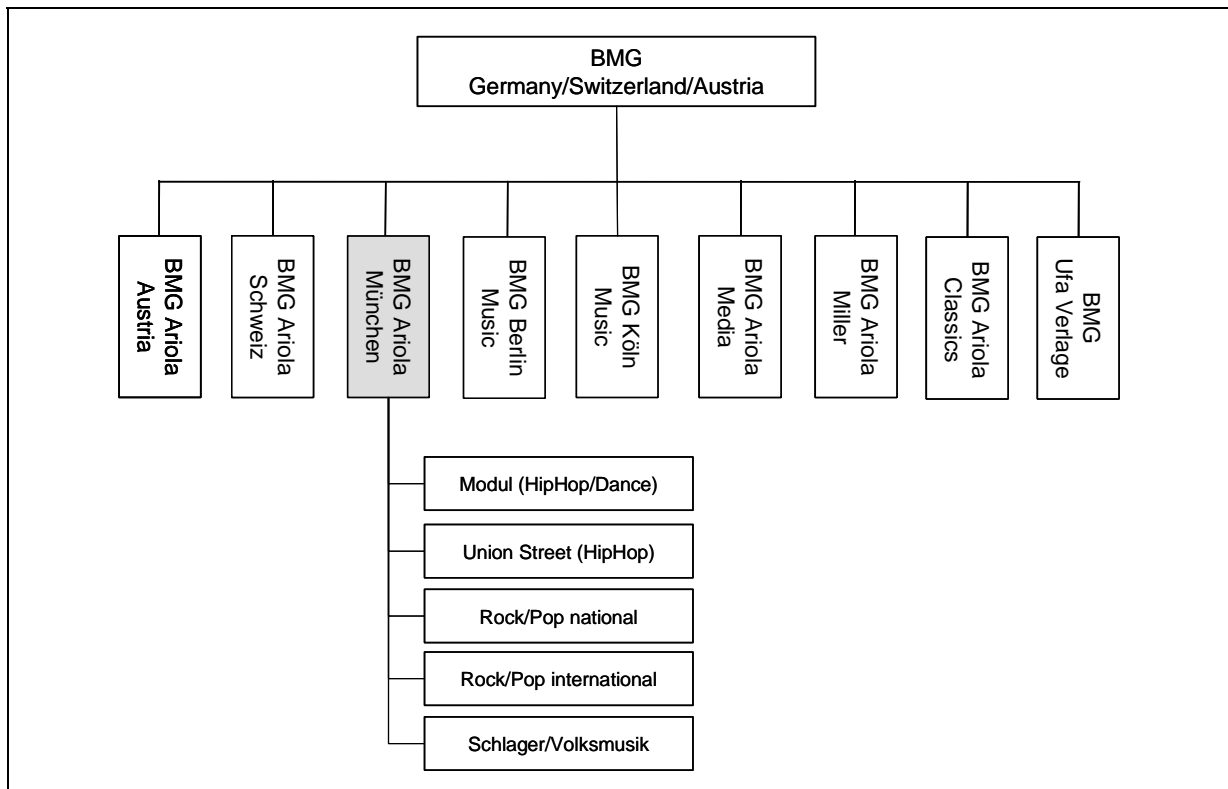 BMG
Germany/Switzerland/Austria
BMG Ariola
Austria
BMG Ariola
Schweiz
BMG Ariola
München
BMG Berlin
Music
BMG Köln
Music
BMG Ariola
Media
BMG Ariola
Miller
BMG Ariola
Classics
BMG
Ufa Verlage
Modul (HipHop/Dance)
Union Street (HipHop)
Rock/Pop national
Rock/Pop international
Schlager/Volksmusik